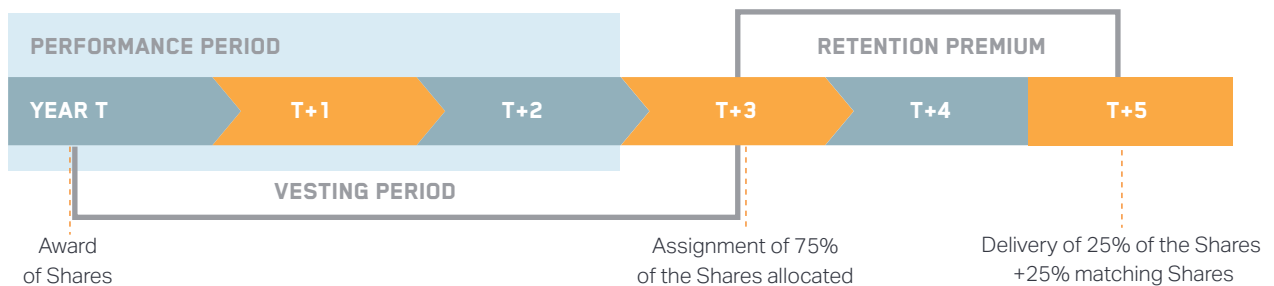 PERFORMANCE PERIOD
RETENTION PREMIUM
YEAR T
T+1
T+2
T+3
T+4
T+5
VESTING PERIOD
Award
of Shares
Assignment of 75%
of the Shares allocated
Delivery of 25% of the Shares
+25% matching Shares